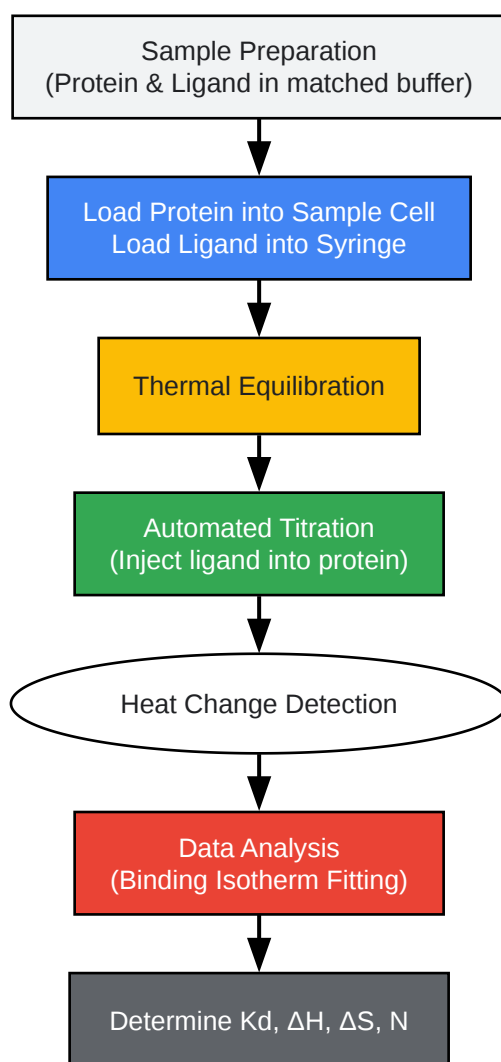 Sample Preparation
(Protein & Ligand in matched buffer)
Load Protein into Sample Cell
Load Ligand into Syringe
Thermal Equilibration
Automated Titration
(Inject ligand into protein)
Heat Change Detection
Data Analysis
(Binding Isotherm Fitting)
Determine Kd, ΔH, ΔS, N